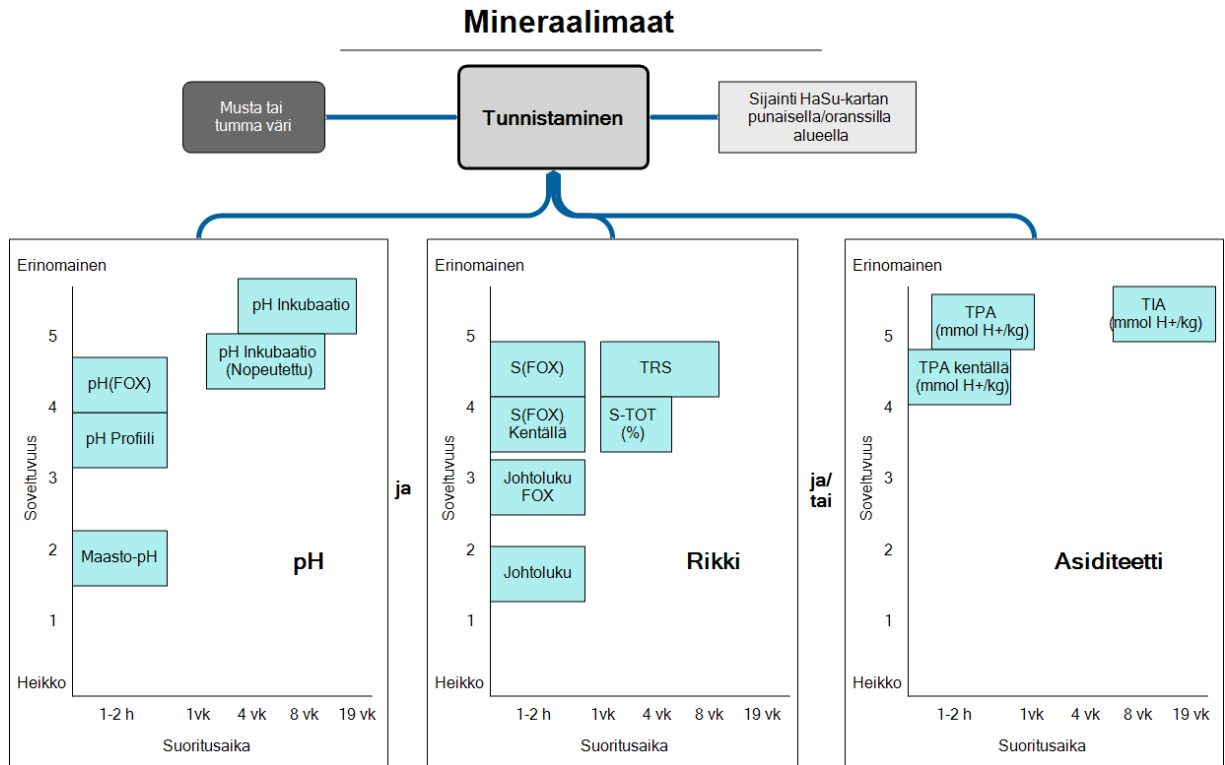 Mineraalimaat
Musta tai
tumma väri
Tunnistaminen
Sijainti HaSu-kartan
punaisella/oranssilla
alueella
Erinomainen
pH Inkubaatio
5
pH Inkubaatio
(Nopeutettu)
pH(FOX)
4
pH Profiili
Soveltuvuus
3
2
Maasto-pH
pH
1
Heikko
1-2 h
1vk
4 vk
8 vk
19 vk
Suoritusaika
ja
Erinomainen
5
S(FOX)
TRS
4
S(FOX)
Kentällä
S-TOT
(%)
Soveltuvuus
3
Johtoluku
FOX
2
Johtoluku
Rikki
1
Heikko
1-2 h
1vk
4 vk
8 vk
19 vk
Suoritusaika
ja/
tai
Erinomainen
TPA
(mmol H+/kg)
TIA
(mmol H+/kg)
5
TPA kentällä
(mmol H+/kg)
4
Soveltuvuus
3
2
Asiditeetti
1
Heikko
1-2 h
1vk
4 vk
8 vk
19 vk
Suoritusaika